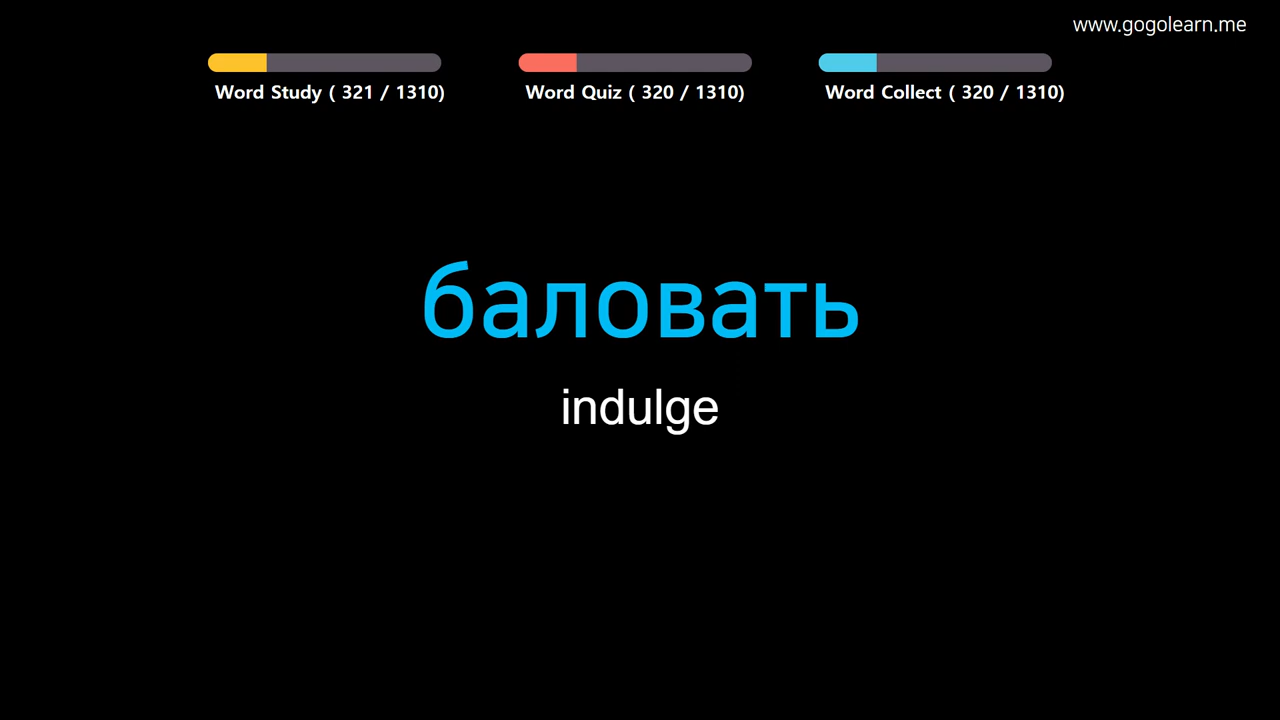 www.gogolearn.me
Word Study ( 321 / 1310)
Word Quiz ( 320 / 1310)
Word Collect ( 320 / 1310)
баловать
indulge